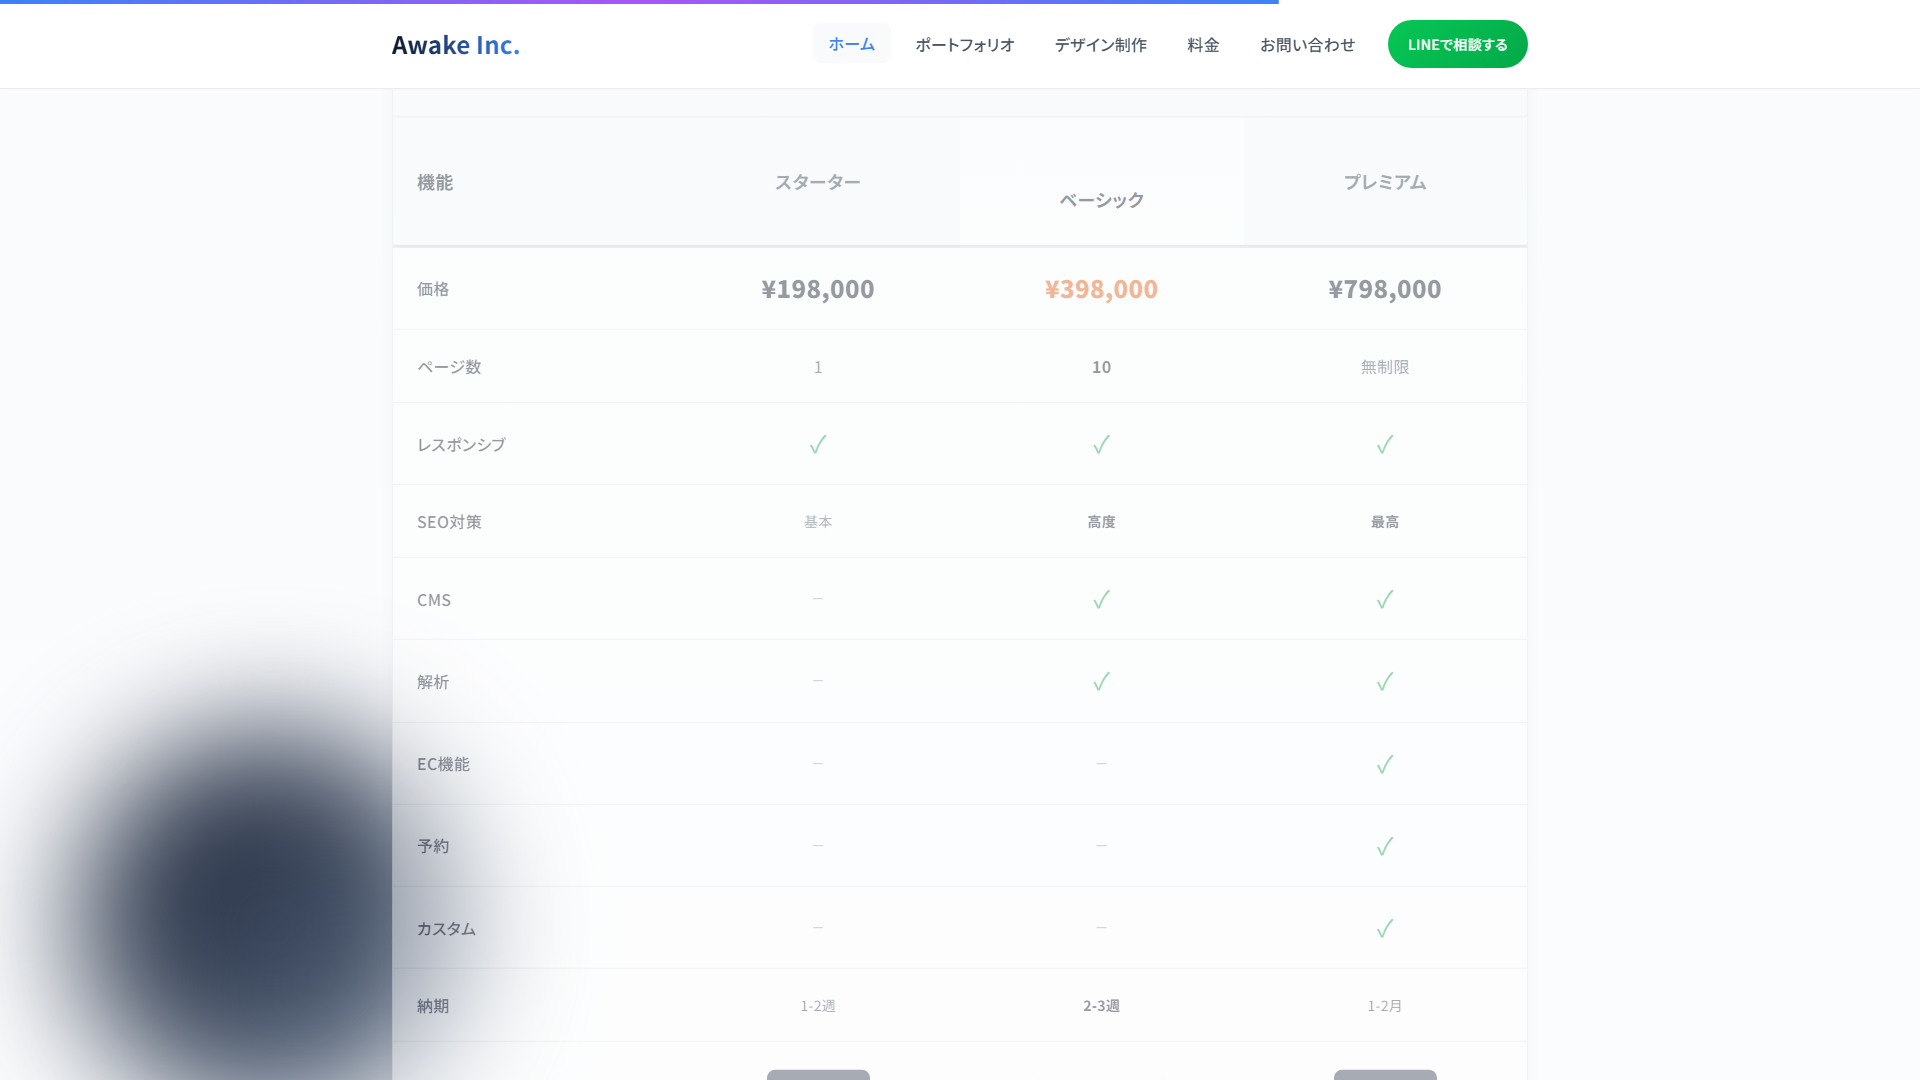 Awake Inc.
ホーム
ポートフォリオ
デザイン制作
料金
お問い合わせ
LINEで相談する
機能 スターター ベーシック プレミアム
価格 ¥198,000 ¥398,000 ¥798,000
ページ数 1 10 無制限
レスポンシブ ✓ ✓ ✓
SEO対策 基本 高度 最高
CMS － ✓ ✓
解析 － ✓ ✓
EC機能 － － ✓
予約 － － ✓
カスタム － － ✓
納期 1-2週 2-3週 1-2月